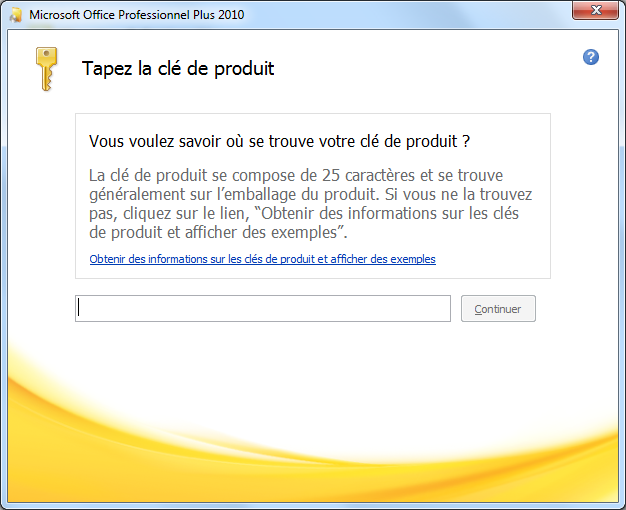 Microsoft Office Professionnel Plus 2010
Tapez la clé de produit
Vous voulez savoir où se trouve votre clé de produit ?
La clé de produit se compose de 25 caractères et se trouve
généralement sur l’emballage du produit. Si vous ne la trouvez
pas, cliquez sur le lien, “Obtenir des informations sur les clés
de produit et afficher des exemples”.
Obtenir des informations sur les clés de produit et afficher des exemples
Continuer